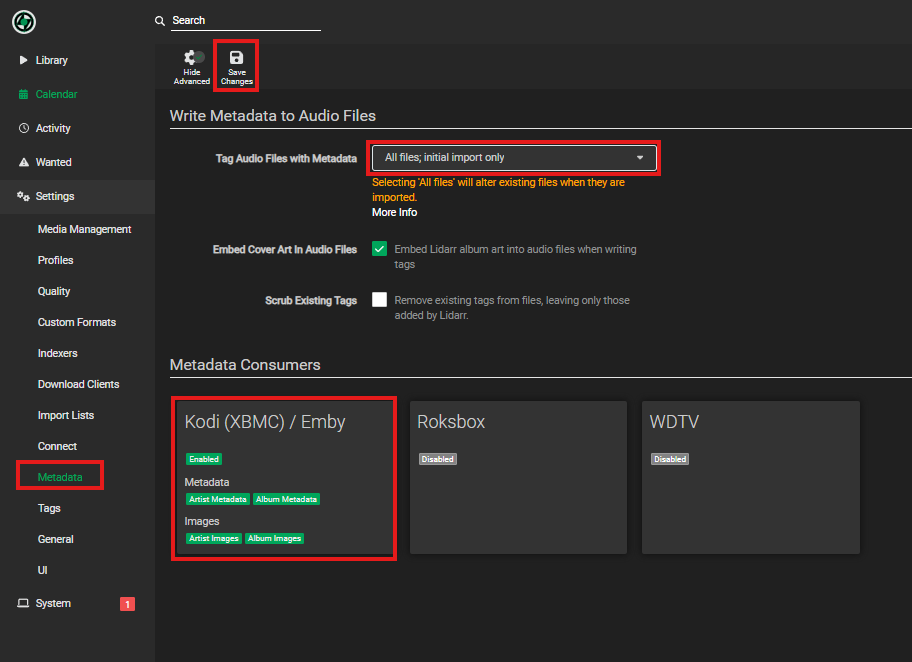 Search
Library
Calendar
Activity
Wanted
Settings
Media Management
Profiles
Quality
Custom Formats
Indexers
Download Clients
Import Lists
Connect
Metadata
Tags
General
UI
System
1
Hide
Advanced
Save
Changes
Write Metadata to Audio Files
Tag Audio Files with Metadata
All files; initial import only
Selecting 'All files' will alter existing files when they are
imported.
More Info
Embed Cover Art In Audio Files
Embed Lidarr album art into audio files when writing
tags
Scrub Existing Tags
Remove existing tags from files, leaving only those
added by Lidarr.
Metadata Consumers
Kodi (XBMC) / Emby
Enabled
Metadata
Artist Metadata Album Metadata
Images
Artist Images Album Images
Roksbox
Disabled
WDTV
Disabled